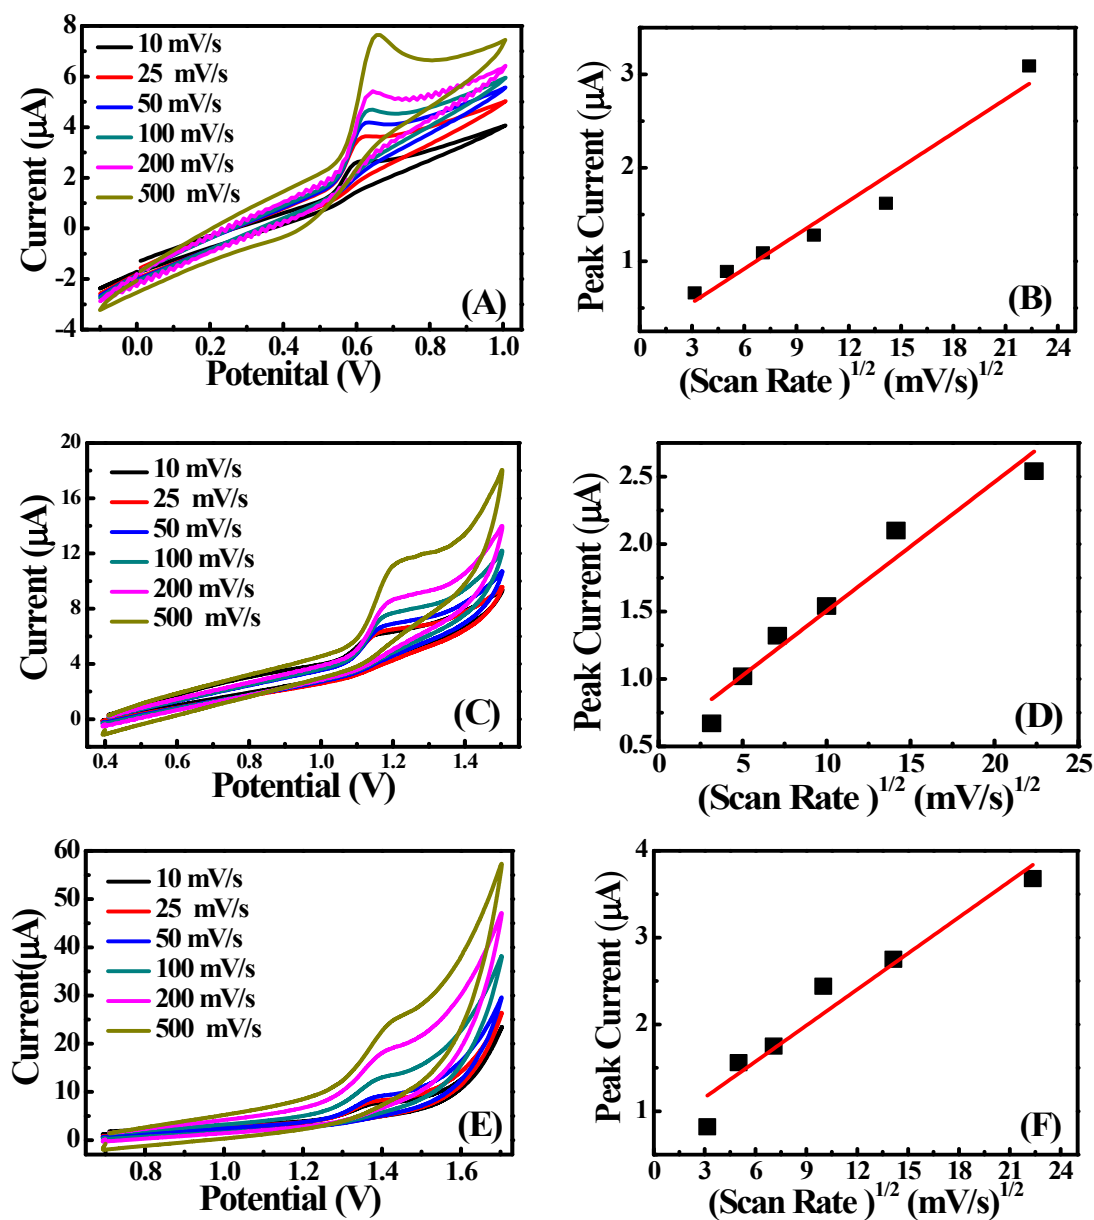 8
6
4
2
0
-2
-4
Current (μA)
10 mV/s
25 mV/s
50 mV/s
100 mV/s
200 mV/s
500 mV/s
(A)
0.0 0.2 0.4 0.6 0.8 1.0
Potenital (V)
3
2
1
Peak Current (μA)
(B)
0 3 6 9 12 15 18 21 24
(Scan Rate )1/2 (mV/s)1/2
20
16
12
8
4
0
Current (μA)
10 mV/s
25 mV/s
50 mV/s
100 mV/s
200 mV/s
500 mV/s
(C)
0.4 0.6 0.8 1.0 1.2 1.4
Potential (V)
2.5
2.0
1.5
1.0
0.5
Peak Current (μA)
(D)
0 5 10 15 20 25
(Scan Rate )1/2 (mV/s)1/2
60
50
40
30
20
10
0
Current(μA)
10 mV/s
25 mV/s
50 mV/s
100 mV/s
200 mV/s
500 mV/s
(E)
0.8 1.0 1.2 1.4 1.6
Potential (V)
4
3
2
1
Peak Current (μA)
(F)
0 3 6 9 12 15 18 21 24
(Scan Rate )1/2 (mV/s)1/2